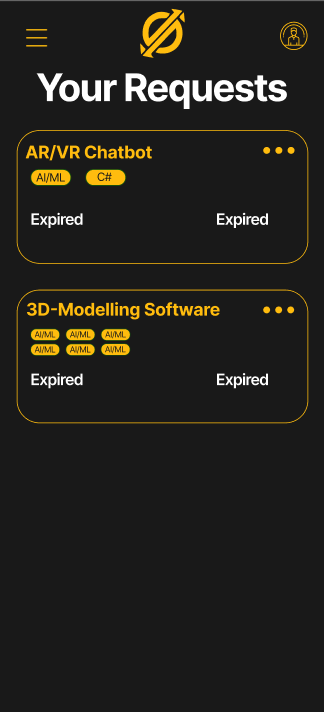 Your Requests
AR/VR Chatbot
AI/ML C#
Expired Expired
3D-Modelling Software
AI/ML AI/ML AI/ML
AI/ML AI/ML AI/ML
Expired Expired